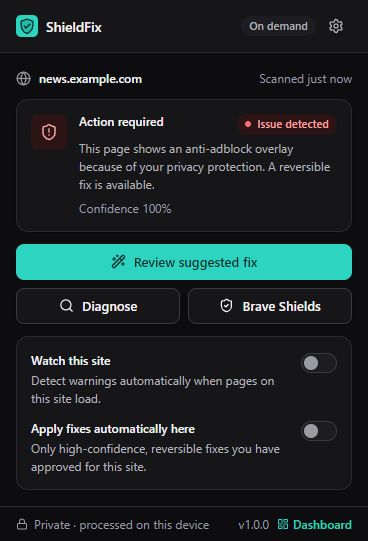 ShieldFix
On demand
news.example.com
Scanned just now
Action required
Issue detected
This page shows an anti-adblock overlay
because of your privacy protection. A reversible
fix is available.
Confidence 100%
Review suggested fix
Diagnose
Brave Shields
Watch this site
Detect warnings automatically when pages on
this site load.
Apply fixes automatically here
Only high-confidence, reversible fixes you have
approved for this site.
Private · processed on this device
v1.0.0
Dashboard